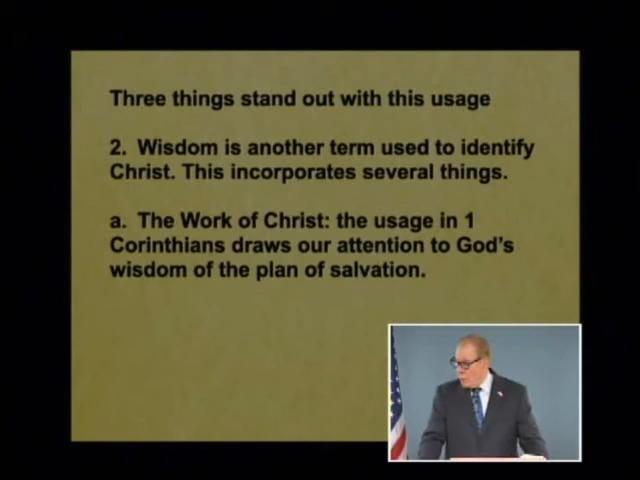 Three things stand out with this usage
2. Wisdom is another term used to identify
Christ. This incorporates several things.
a. The Work of Christ: the usage in 1
Corinthians draws our attention to God's
wisdom of the plan of salvation.